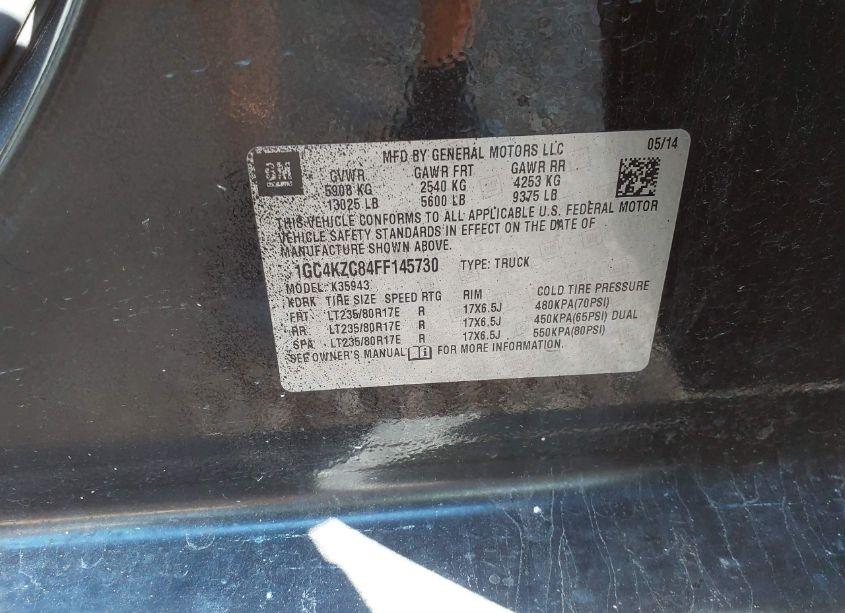 MFD BY GENERAL MOTORS LLC 05/14
GM
GVWR GAWR FRT GAWR RR
5908 KG 2540 KG 4253 KG
13025 LB 5600 LB 9375 LB
THIS VEHICLE CONFORMS TO ALL APPLICABLE U.S. FEDERAL MOTOR
VEHICLE SAFETY STANDARDS IN EFFECT ON THE DATE OF
MANUFACTURE SHOWN ABOVE.
1GC4KZC84FF145730 TYPE: TRUCK
MODEL: K35943
KDRK TIRE SIZE SPEED RTG RIM COLD TIRE PRESSURE
FRT LT235/80R17E R 17X6.5J 480KPA(70PSI)
RR LT235/80R17E R 17X6.5J 450KPA(65PSI) DUAL
SPA LT235/80R17E R 17X6.5J 550KPA(80PSI)
SEE OWNER'S MANUAL FOR MORE INFORMATION.